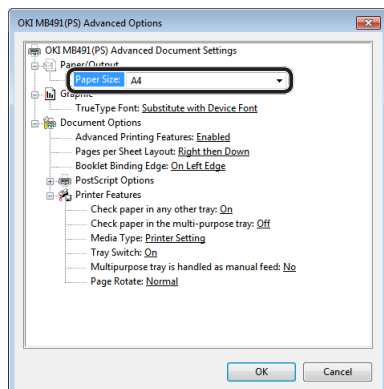 OKI MB491(PS) Advanced Options
OKI MB491(PS) Advanced Document Settings
Paper/Output
Paper Size: A4
Graphic
TrueType Font: Substitute with Device Font
Document Options
Advanced Printing Features: Enabled
Pages per Sheet Layout: Right then Down
Booklet Binding Edge: On Left Edge
PostScript Options
Printer Features
Check paper in any other tray: On
Check paper in the multi-purpose tray: Off
Media Type: Printer Setting
Tray Switch: On
Multipurpose tray is handled as manual feed: No
Page Rotate: Normal
OK Cancel